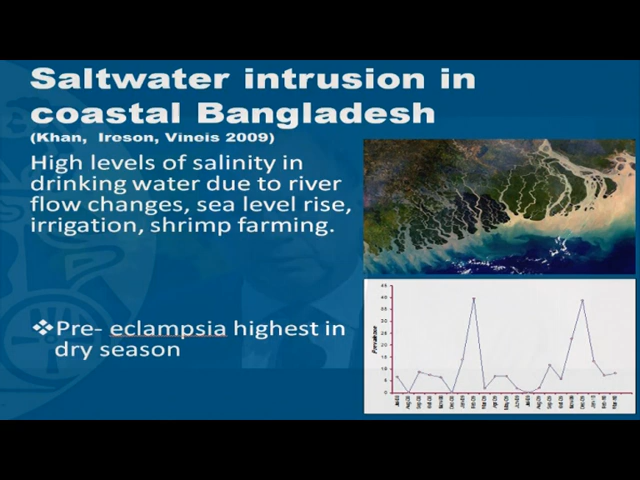 Saltwater intrusion in
coastal Bangladesh
(Khan, Ireson, Vineis 2009)
High levels of salinity in
drinking water due to river
flow changes, sea level rise,
irrigation, shrimp farming.
❖Pre- eclampsia highest in
dry season
Prevalence